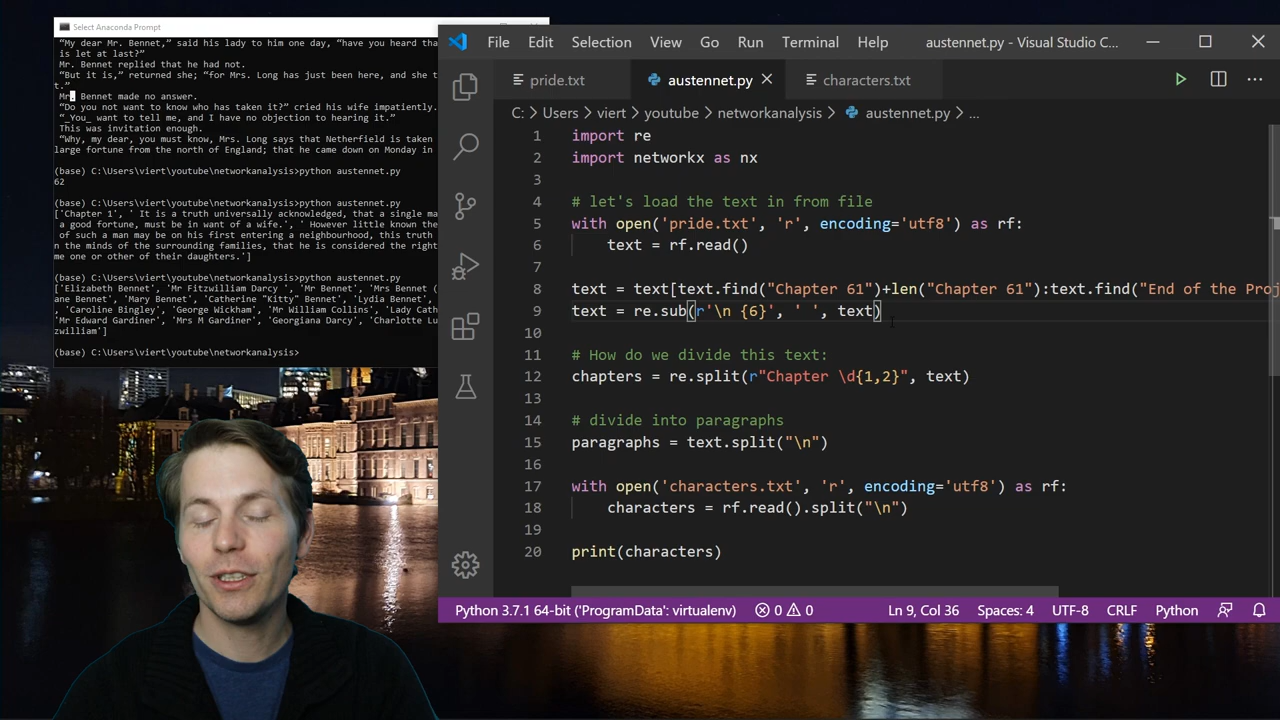 Select Anaconda Prompt
“My dear Mr. Bennet,” said his lady to him one day, “have you heard tha
is let at last?”
Mr. Bennet replied that he had not.
“But it is,” returned she; “for Mrs. Long has just been here, and she t
t.”
Mr. Bennet made no answer.
“Do you not want to know who has taken it?” cried his wife impatiently.
“_You_ want to tell me, and I have no objection to hearing it.”
This was invitation enough.
“Why, my dear, you must know, Mrs. Long says that Netherfield is taken
large fortune from the north of England; that he came down on Monday in
(base) C:\Users\viert\youtube\networkanalysis>python austennet.py
62
(base) C:\Users\viert\youtube\networkanalysis>python austennet.py
['Chapter 1', ' It is a truth universally acknowledged, that a single ma
a good fortune, must be in want of a wife.', ' However little known the
of such a man may be on his first entering a neighbourhood, this truth
n the minds of the surrounding families, that he is considered the right
me one or other of their daughters.']
(base) C:\Users\viert\youtube\networkanalysis>python austennet.py
['Elizabeth Bennet', 'Mr Fitzwilliam Darcy ', 'Mr Bennet', 'Mrs Bennet (
ane Bennet', 'Mary Bennet', 'Catherine "Kitty" Bennet', 'Lydia Bennet',
, 'Caroline Bingley', 'George Wickham', 'Mr William Collins', 'Lady Cath
'Mr Edward Gardiner', 'Mrs M Gardiner', 'Georgiana Darcy', 'Charlotte Lu
zwilliam']
(base) C:\Users\viert\youtube\networkanalysis>
File Edit Selection View Go Run Terminal Help austennet.py - Visual Studio C...
pride.txt austennet.py characters.txt
C: > Users > viert > youtube > networkanalysis > austennet.py > ...
1 import re
2 import networkx as nx
3
4 # let's load the text in from file
5 with open('pride.txt', 'r', encoding='utf8') as rf:
6 text = rf.read()
7
8 text = text[text.find("Chapter 61")+len("Chapter 61"):text.find("End of the Proj
9 text = re.sub(r'\n {6}', ' ', text)
10
11 # How do we divide this text:
12 chapters = re.split(r"Chapter \d{1,2}", text)
13
14 # divide into paragraphs
15 paragraphs = text.split("\n")
16
17 with open('characters.txt', 'r', encoding='utf8') as rf:
18 characters = rf.read().split("\n")
19
20 print(characters)
Python 3.7.1 64-bit ('ProgramData': virtualenv) 0 0 Ln 9, Col 36 Spaces: 4 UTF-8 CRLF Python